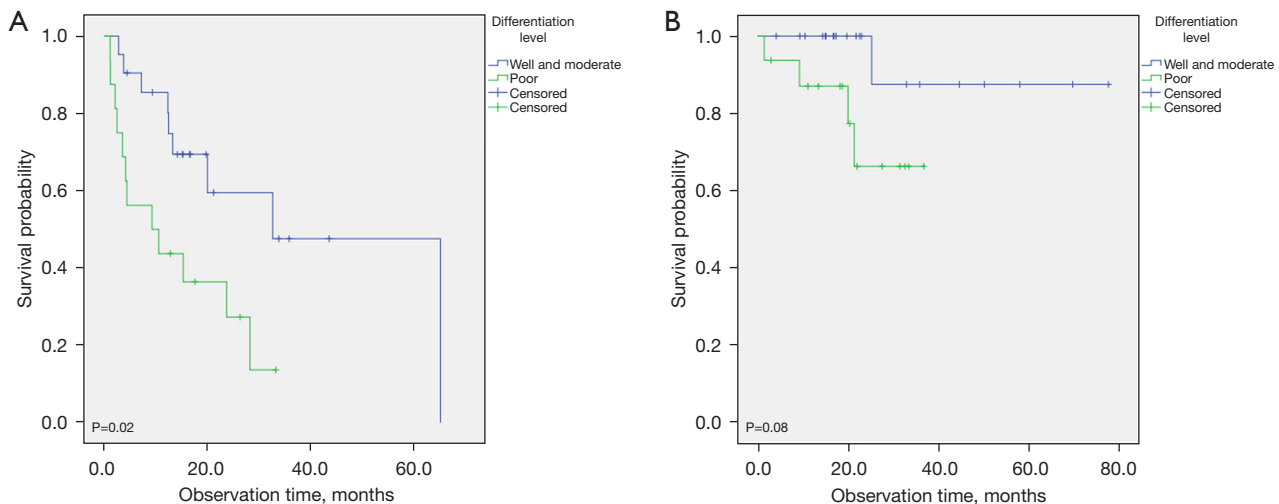 A
Differentiation
level
Well and moderate
Poor
Censored
Censored
1.0
0.8
0.6
0.4
0.2
0.0
Survival probability
P=0.02
0.0 20.0 40.0 60.0
Observation time, months
B
Differentiation
level
Well and moderate
Poor
Censored
Censored
1.0
0.8
0.6
0.4
0.2
0.0
Survival probability
P=0.08
0.0 20.0 40.0 60.0 80.0
Observation time, months